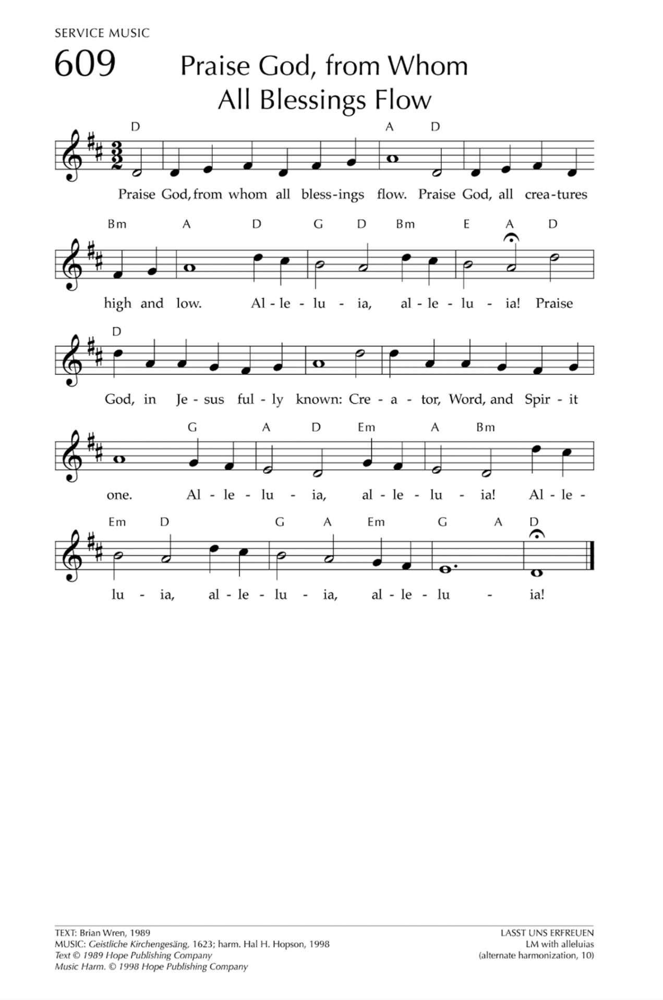 SERVICE MUSIC
609
Praise God, from Whom
All Blessings Flow
D A D
3
2
Praise God, from whom all bless-ings flow. Praise God, all crea-tures
Bm A D G D Bm E A D
high and low. Al - le - lu - ia, al - le - lu - ia! Praise
D
God, in Je - sus ful - ly known: Cre - a - tor, Word, and Spir - it
G A D Em A Bm
one. Al - le - lu - ia, al - le - lu - ia! Al - le -
Em D G A Em G A D
lu - ia, al - le - lu - ia, al - le - lu - ia!
TEXT: Brian Wren, 1989
MUSIC: Geistliche Kirchengesäng, 1623; harm. Hal H. Hopson, 1998
Text © 1989 Hope Publishing Company
Music Harm. © 1998 Hope Publishing Company
LASST UNS ERFREUEN
LM with alleluias
(alternate harmonization, 10)